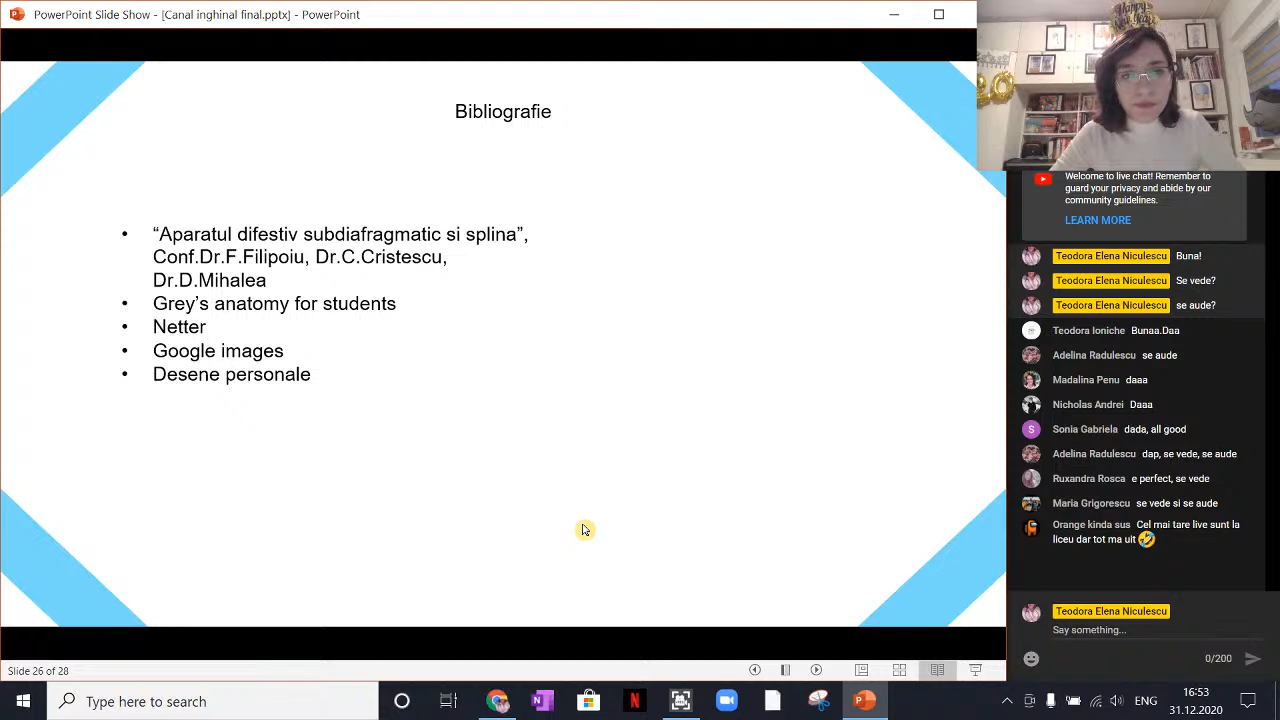 PowerPoint Slide Show - [Canal inghinal final.pptx] - PowerPoint
Happy
New Year
20
Bibliografie
• “Aparatul difestiv subdiafragmatic si splina”,
Conf.Dr.F.Filipoiu, Dr.C.Cristescu,
Dr.D.Mihalea
• Grey’s anatomy for students
• Netter
• Google images
• Desene personale
Welcome to live chat! Remember to
guard your privacy and abide by our
community guidelines.
LEARN MORE
Teodora Elena Niculescu Buna!
Teodora Elena Niculescu Se vede?
Teodora Elena Niculescu se aude?
Teodora Ioniche Bunaa.Daa
Adelina Radulescu se aude
Madalina Penu daaa
Nicholas Andrei Daaa
S Sonia Gabriela dada, all good
Adelina Radulescu dap, se vede, se aude
Ruxandra Rosca e perfect, se vede
Maria Grigorescu se vede si se aude
Orange kinda sus Cel mai tare live sunt la
liceu dar tot ma uit 🤣
Teodora Elena Niculescu
Say something...
0/200
Slide 26 of 28
Type here to search
ENG
16:53
31.12.2020